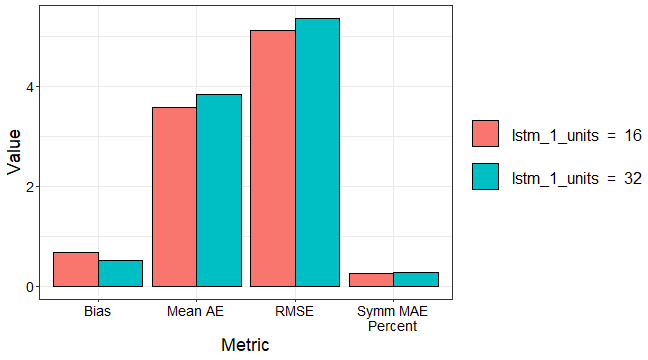 Value
4
2
0
Bias
Mean AE
RMSE
Symm MAE
Percent
Metric
lstm_1_units = 16
lstm_1_units = 32